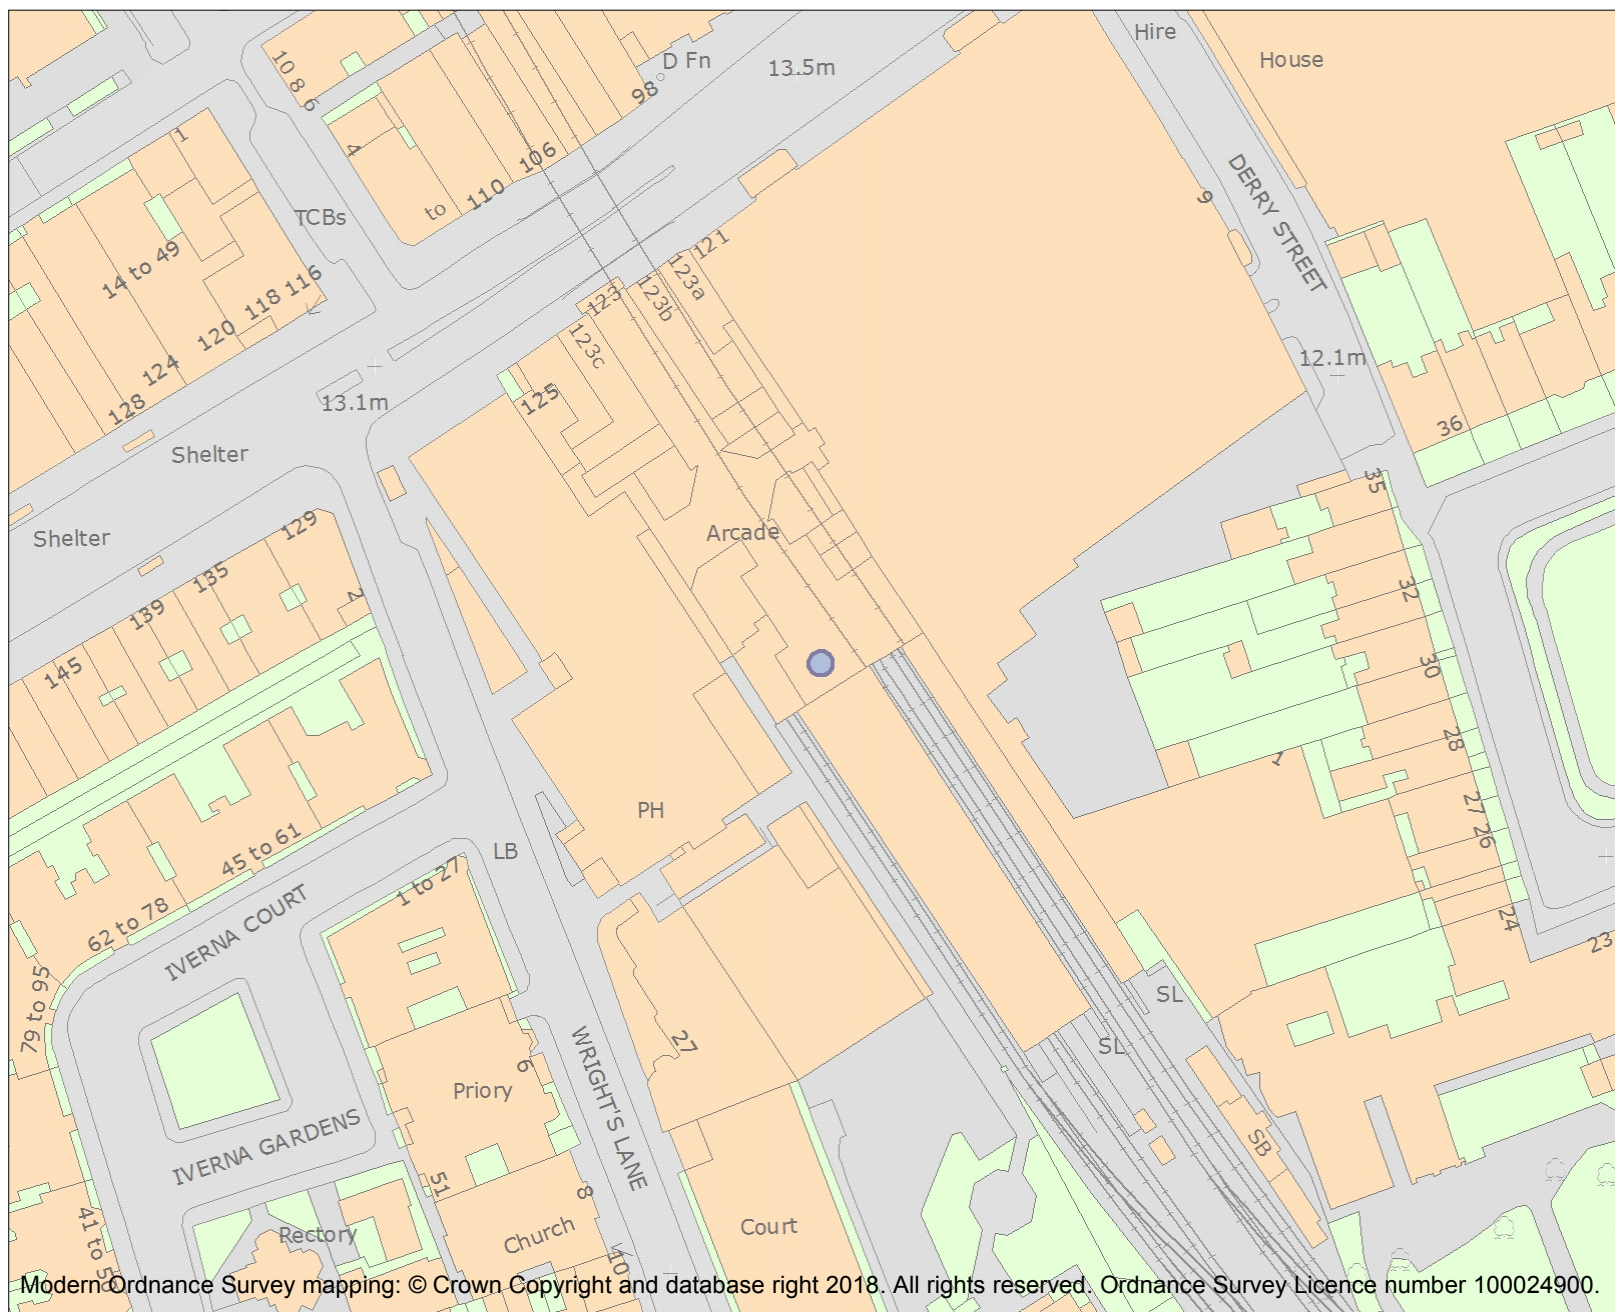 Hire
House
D Fn
13.5m
10 8 6
98
1
4
106
110
to
TCBs
9
DERRY STREET
14 to 49
116
118
120
124
128
121
123a
123b
123
123c
125
13.1m
12.1m
36
Shelter
Shelter
35
Arcade
129
135
139
145
2
32
30
28
27 26
24
23
1
PH
LB
45 to 61
62 to 78
1 to 27
IVERNA COURT
79 to 95
SL
SL
27
WRIGHT'S LANE
6
Priory
SB
IVERNA GARDENS
51
8
41 to 50
Rectory
Church
Court
10
Modern Ordnance Survey mapping: © Crown Copyright and database right 2018. All rights reserved. Ordnance Survey Licence number 100024900.